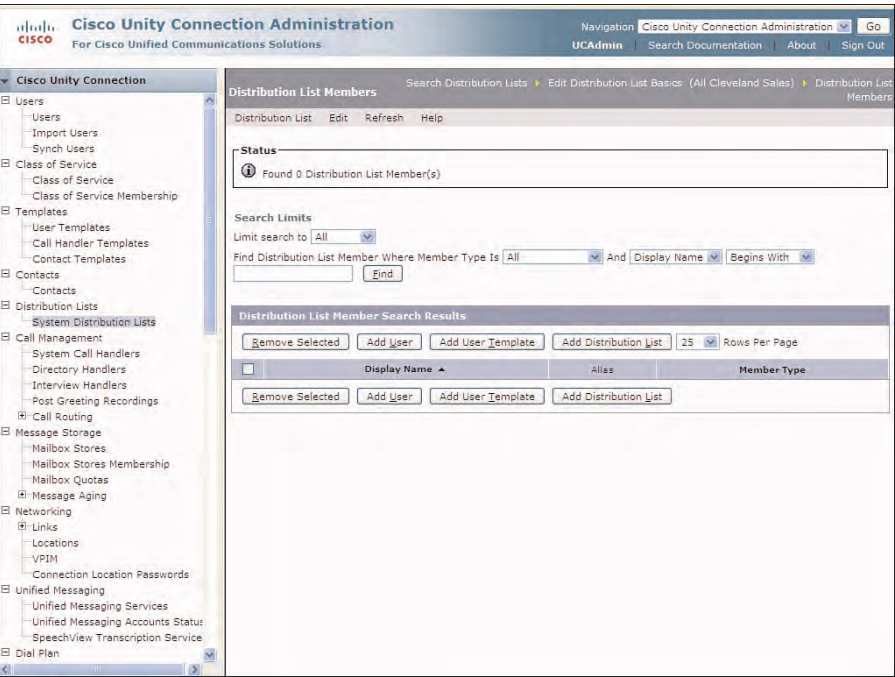 Cisco Unity Connection Administration
For Cisco Unified Communications Solutions
CISCO
Navigation Cisco Unity Connection Administration Go
UCAdmin Search Documentation About Sign Out
Cisco Unity Connection
Users
Users
Import Users
Synch Users
Class of Service
Class of Service
Class of Service Membership
Templates
User Templates
Call Handler Templates
Contact Templates
Contacts
Contacts
Distribution Lists
System Distribution Lists
Call Management
System Call Handlers
Directory Handlers
Interview Handlers
Post Greeting Recordings
Call Routing
Message Storage
Mailbox Stores
Mailbox Stores Membership
Mailbox Quotas
Message Aging
Networking
Links
Locations
VPIM
Connection Location Passwords
Unified Messaging
Unified Messaging Services
Unified Messaging Accounts Status
SpeechView Transcription Service
Dial Plan
Distribution List Members
Search Distribution Lists Edit Distribution List Basics (All Cleveland Sales) Distribution List
Members
Distribution List Edit Refresh Help
Status
Found 0 Distribution List Member(s)
Search Limits
Limit search to All
Find Distribution List Member Where Member Type Is All And Display Name Begins With
Find
Distribution List Member Search Results
Remove Selected Add User Add User Template Add Distribution List 25 Rows Per Page
Display Name Alias Member Type
Remove Selected Add User Add User Template Add Distribution List